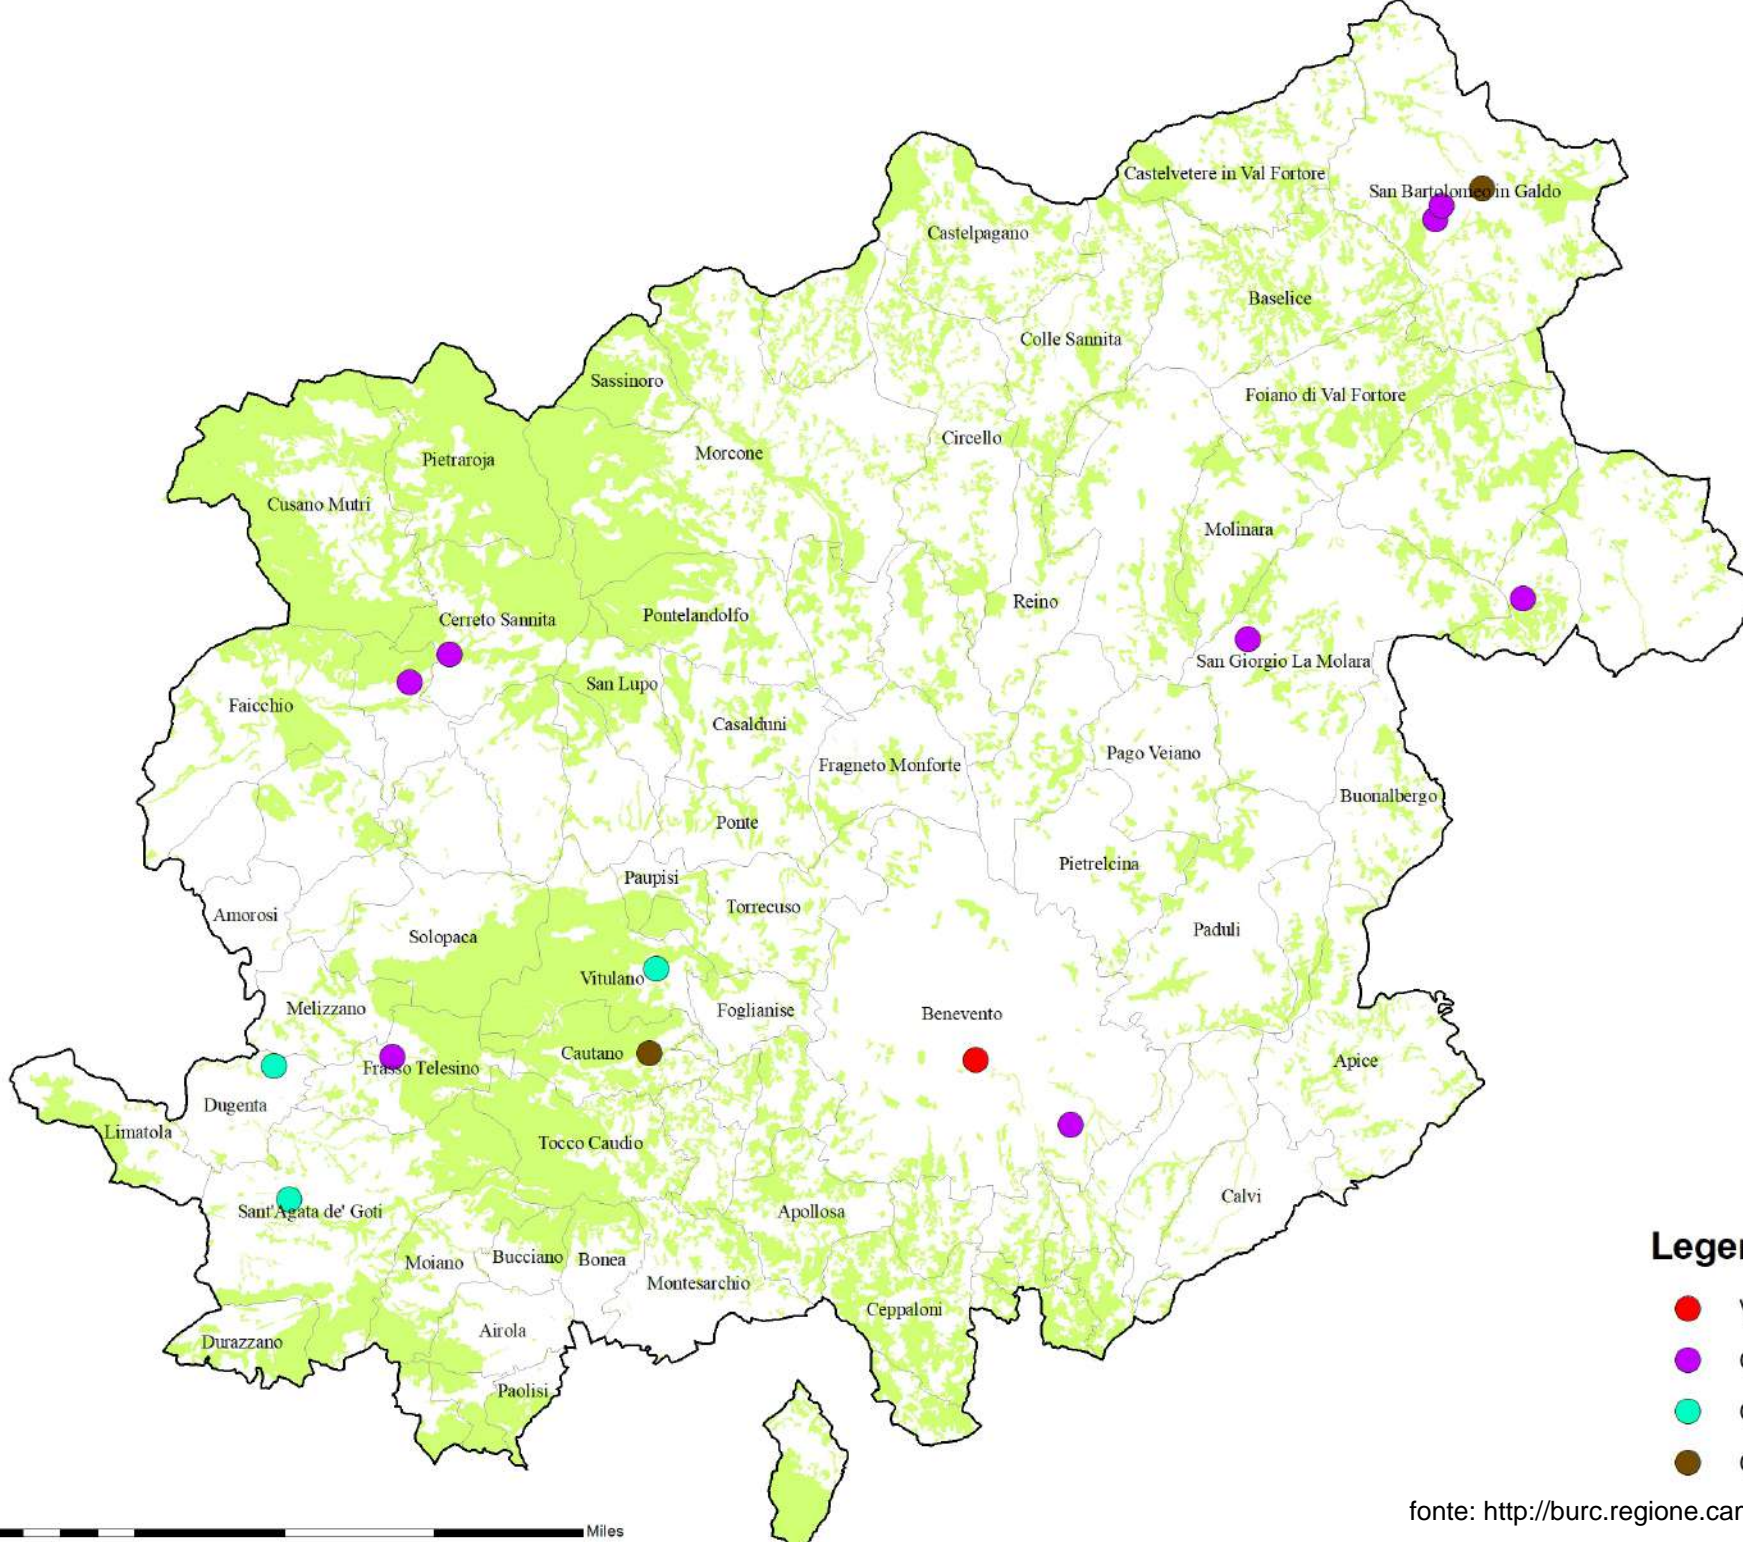 Castelvetere in Val Fortore
San Bartolomeo in Galdo
Castelpagano
Baselice
Colle Sannita
Sassinoro
Foiano di Val Fortore
Circello
Morcone
Pietraroja
Cusano Mutri
Molinara
Reino
Pontelandolfo
Cerreto Sannita
San Giorgio La Molara
San Lupo
Faicchio
Casalduni
Pago Veiano
Fragneto Monforte
Buonalbergo
Ponte
Pietrelcina
Paupisi
Torrecuso
Amorosi
Paduli
Solopaca
Vitulano
Melizzano
Foglianise
Benevento
Cautano
Apice
Frasso Telesino
Dugenta
Limatola
Tocco Caudio
Calvi
Sant'Agata de' Goti
Apollosa
Bucciano
Bonea
Moiano
Montesarchio
Ceppaloni
Airola
Durazzano
Paolisi
Miles
fonte: http://burc.regione.